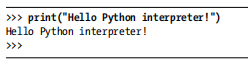 >>> print("Hello Python interpreter!")
Hello Python interpreter!
>>>